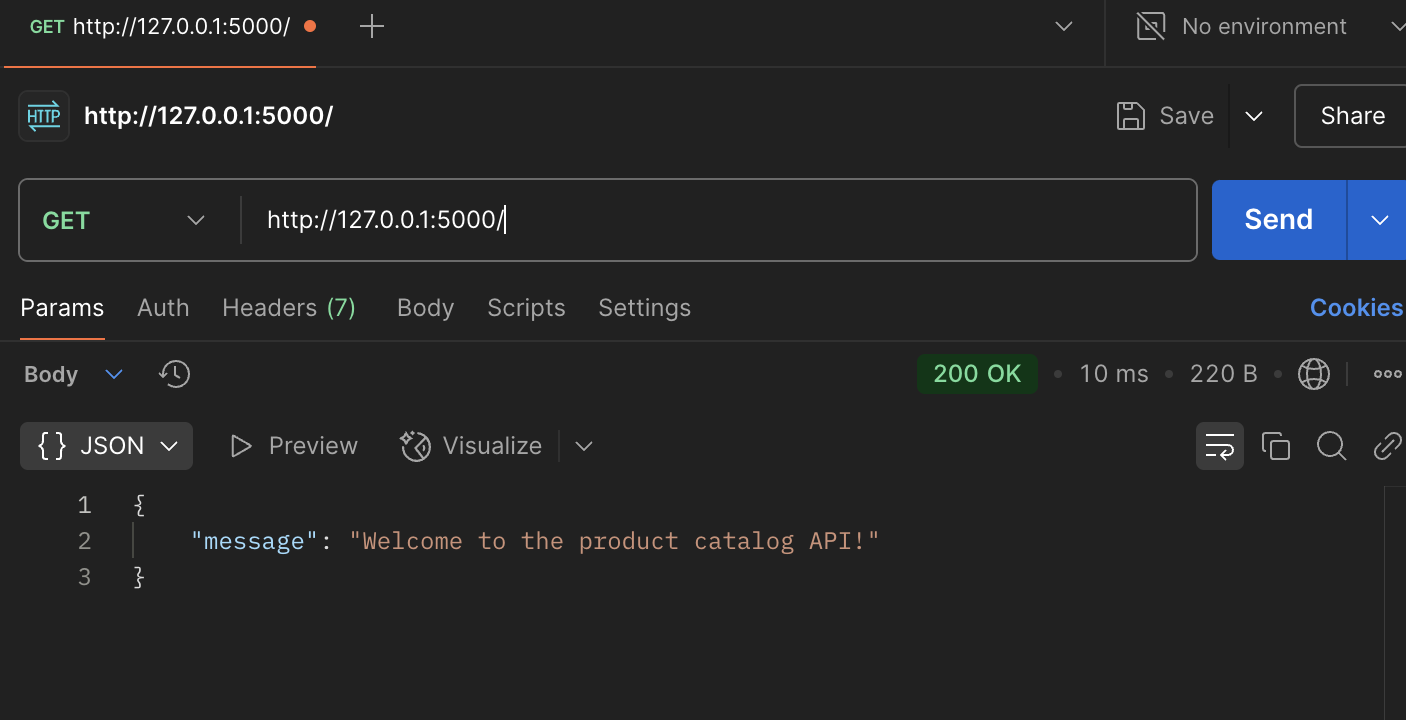 GET http://127.0.0.1:5000/
No environment
HTTP http://127.0.0.1:5000/
Save
Share
GET http://127.0.0.1:5000/
Send
Params Auth Headers (7) Body Scripts Settings
Cookies
Body
200 OK • 10 ms • 220 B
{} JSON Preview Visualize
1 {
2 "message": "Welcome to the product catalog API!"
3 }